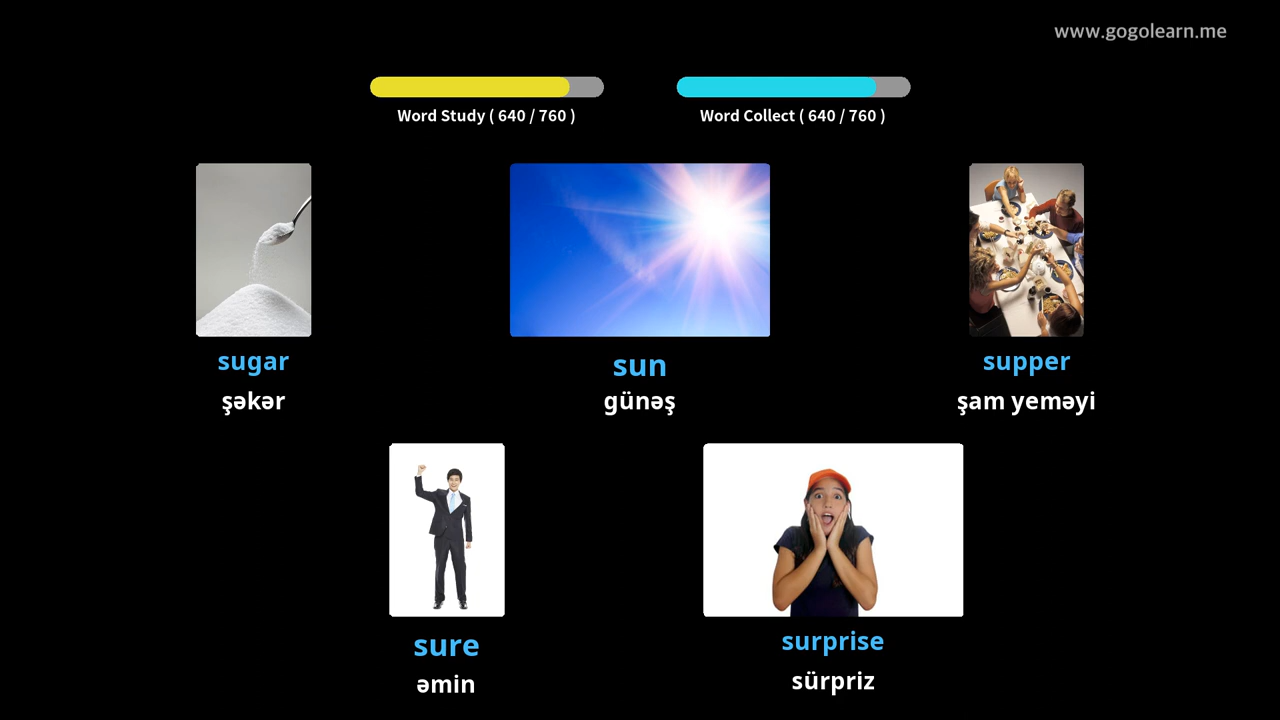 www.gogolearn.me
Word Study ( 640 / 760 )
Word Collect ( 640 / 760 )
sugar
şəkər
sun
günəş
supper
şam yeməyi
sure
əmin
surprise
sürpriz